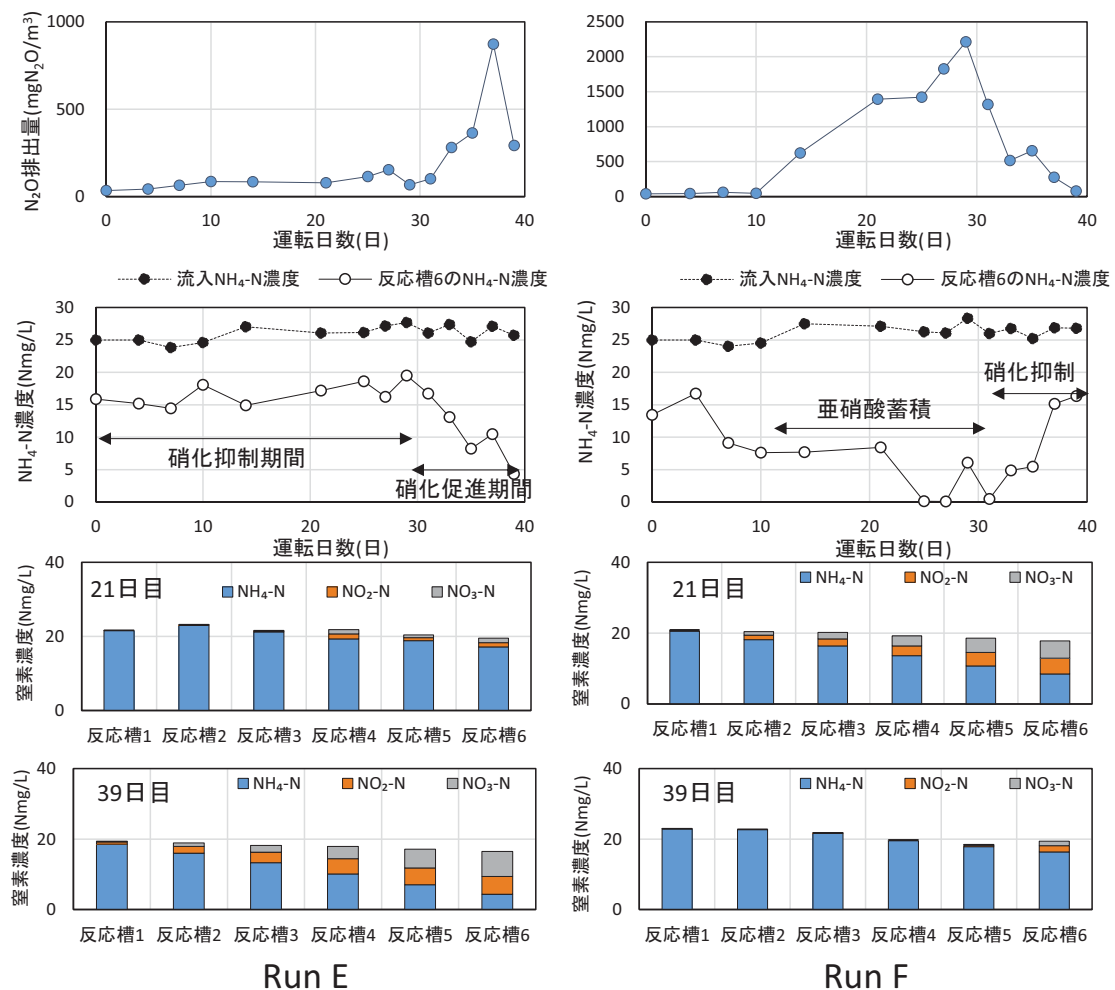 N₂O排出量(mgN₂O/m³)
1000
500
0
0 10 20 30 40
運転日数(日)
2500
2000
1500
1000
500
0
0 10 20 30 40
運転日数(日)
流入NH₄-N濃度 反応槽6のNH₄-N濃度
流入NH₄-N濃度 反応槽6のNH₄-N濃度
NH₄-N濃度(Nmg/L)
30
25
20
15
10
5
0
硝化抑制期間
硝化促進期間
0 10 20 30 40
運転日数(日)
NH₄-N濃度(Nmg/L)
30
25
20
15
10
5
0
硝化抑制
亜硝酸蓄積
0 10 20 30 40
運転日数(日)
窒素濃度(Nmg/L)
40
20
0
21日目
NH₄-N NO₂-N NO₃-N
反応槽1 反応槽2 反応槽3 反応槽4 反応槽5 反応槽6
窒素濃度(Nmg/L)
40
20
0
21日目
NH₄-N NO₂-N NO₃-N
反応槽1 反応槽2 反応槽3 反応槽4 反応槽5 反応槽6
窒素濃度(Nmg/L)
40
20
0
39日目
NH₄-N NO₂-N NO₃-N
反応槽1 反応槽2 反応槽3 反応槽4 反応槽5 反応槽6
窒素濃度(Nmg/L)
40
20
0
39日目
NH₄-N NO₂-N NO₃-N
反応槽1 反応槽2 反応槽3 反応槽4 反応槽5 反応槽6
Run E
Run F